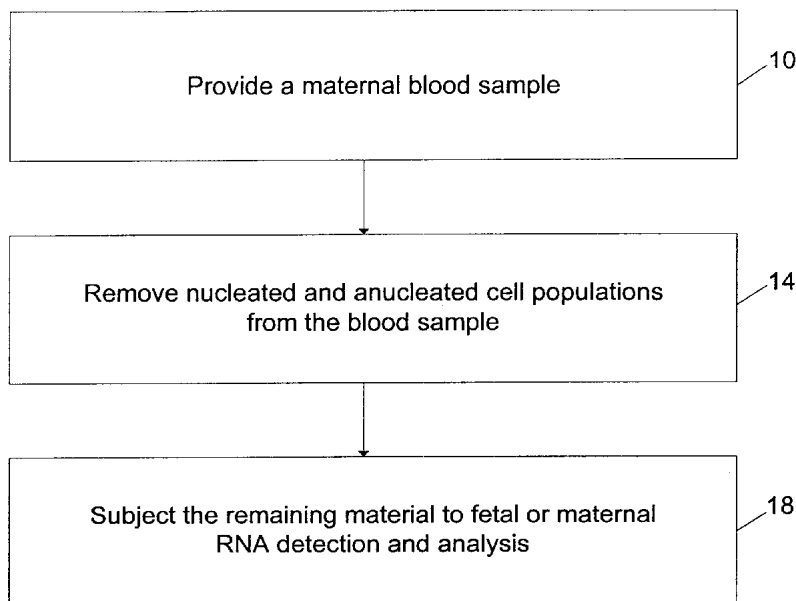 Provide a maternal blood sample
10
Remove nucleated and anucleated cell populations
from the blood sample
14
Subject the remaining material to fetal or maternal
RNA detection and analysis
18